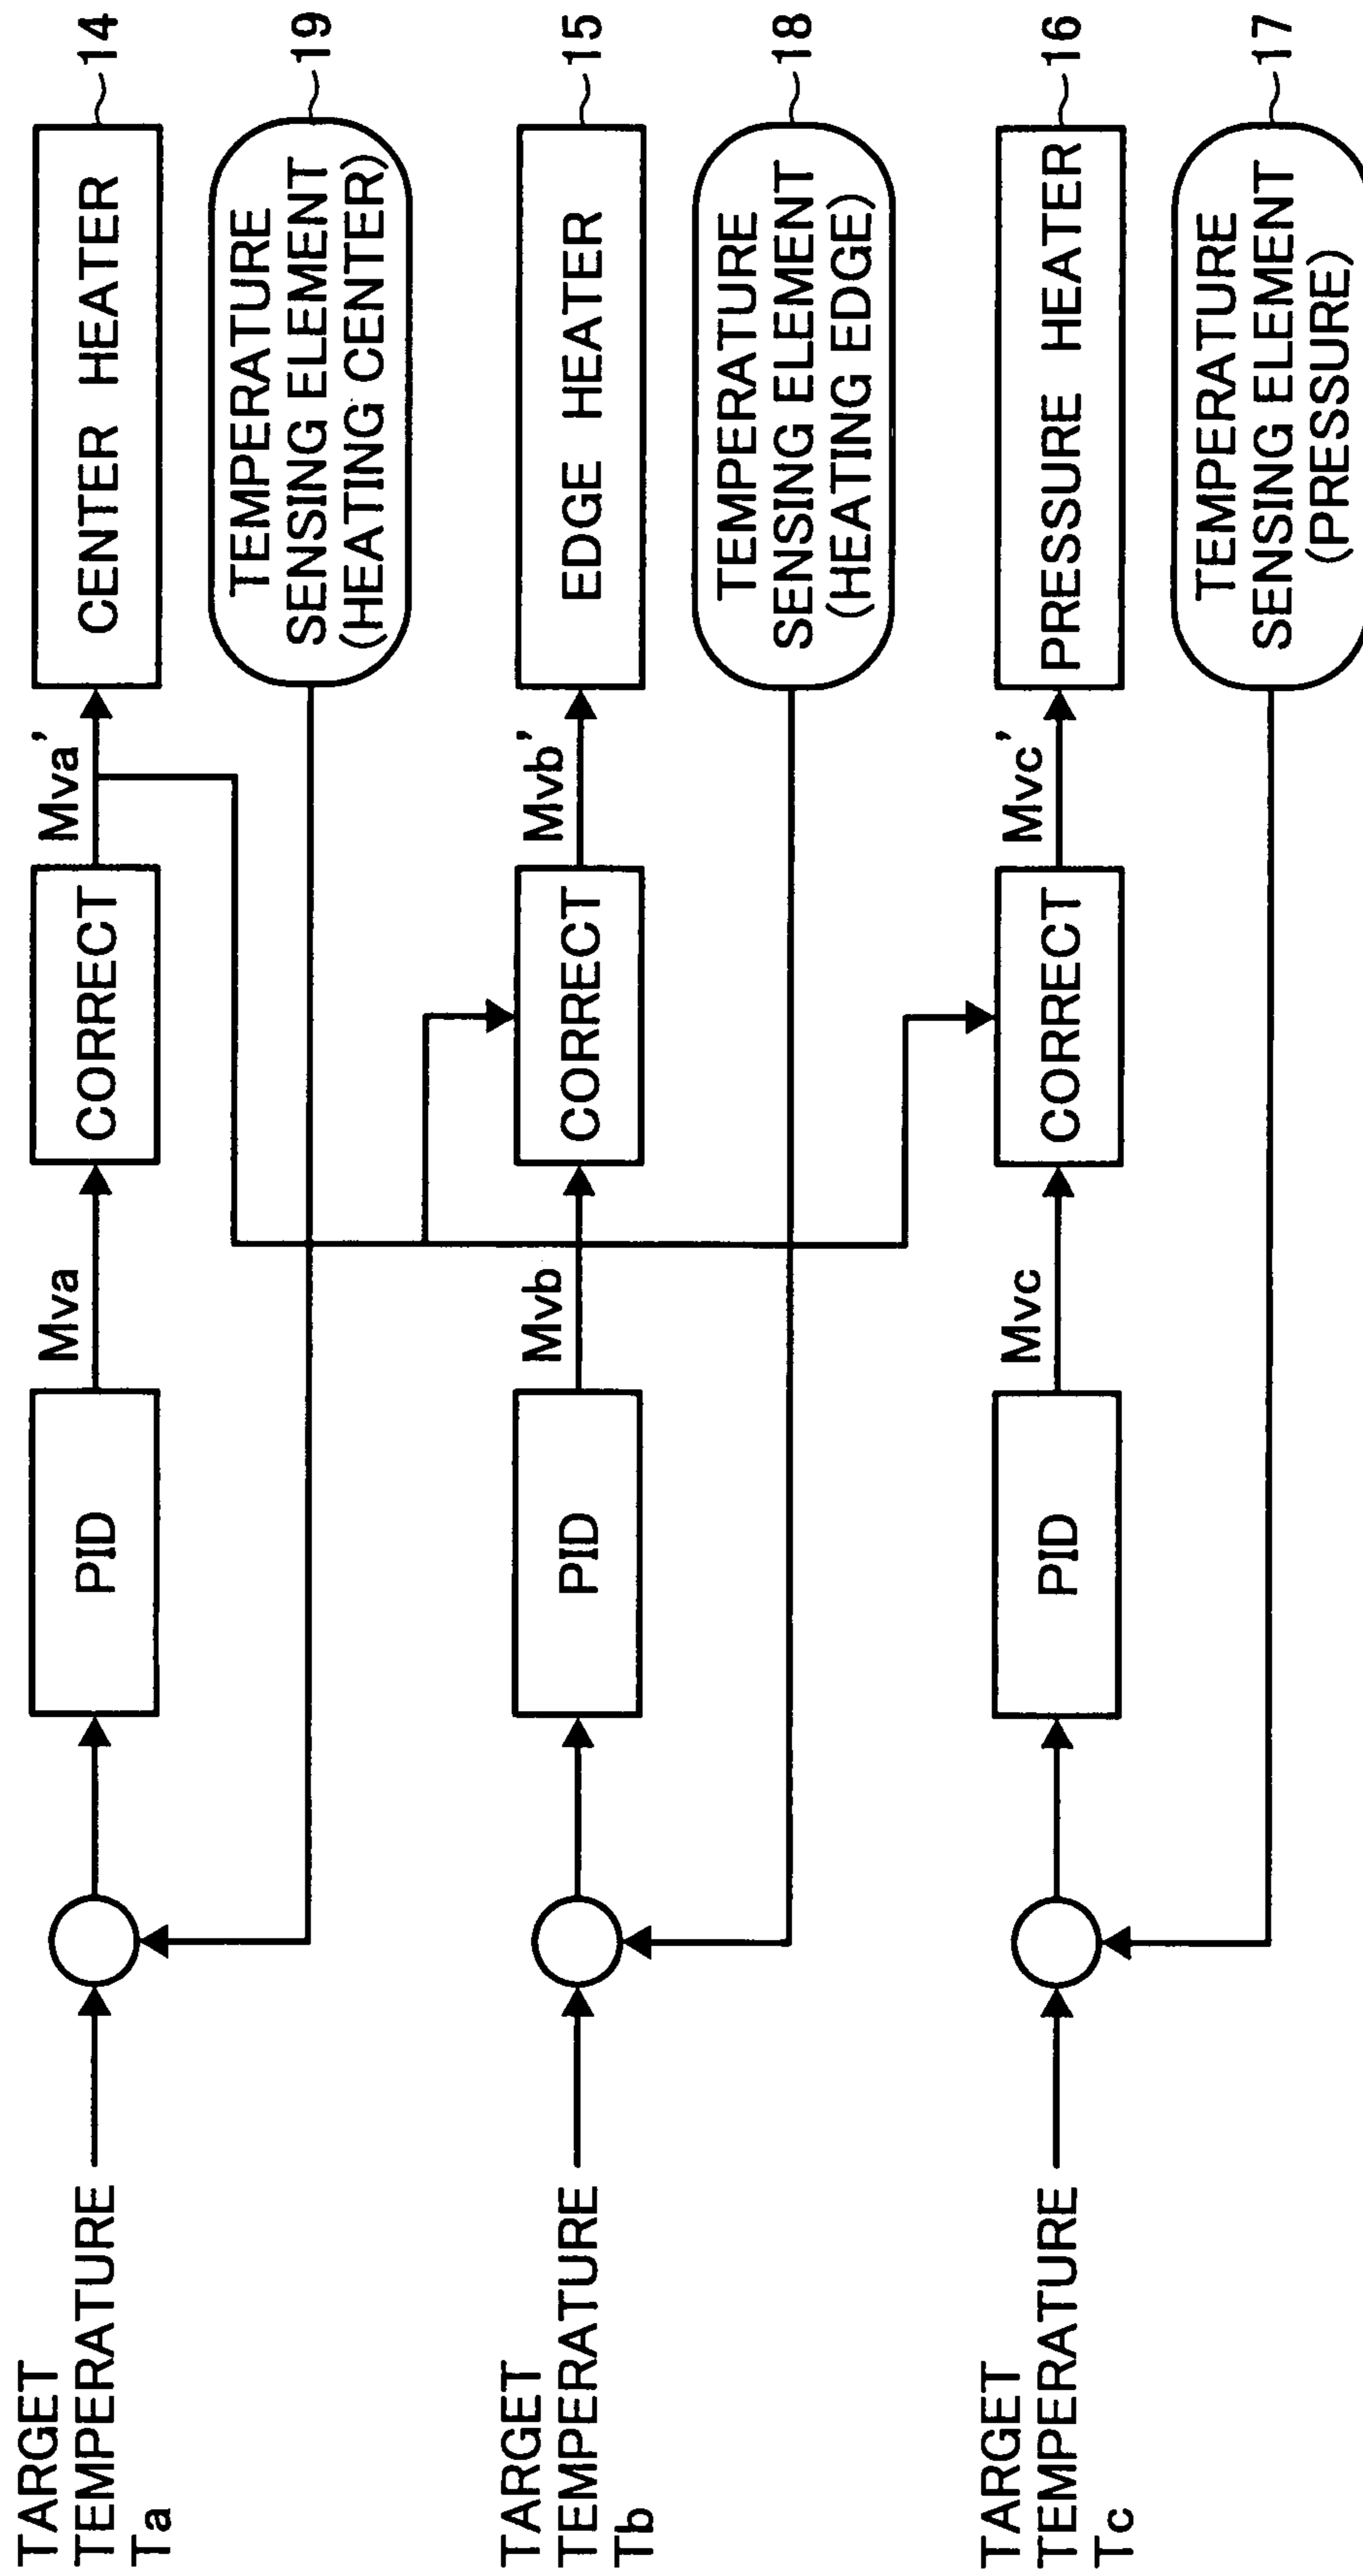 TARGET
TEMPERATURE
Ta
PID
Mva
CORRECT
Mva'
CENTER HEATER
14
TEMPERATURE
SENSING ELEMENT
(HEATING CENTER)
19
TARGET
TEMPERATURE
Tb
PID
Mvb
CORRECT
Mvb'
EDGE HEATER
15
TEMPERATURE
SENSING ELEMENT
(HEATING EDGE)
18
TARGET
TEMPERATURE
Tc
PID
Mvc
CORRECT
Mvc'
PRESSURE HEATER
16
TEMPERATURE
SENSING ELEMENT
(PRESSURE)
17